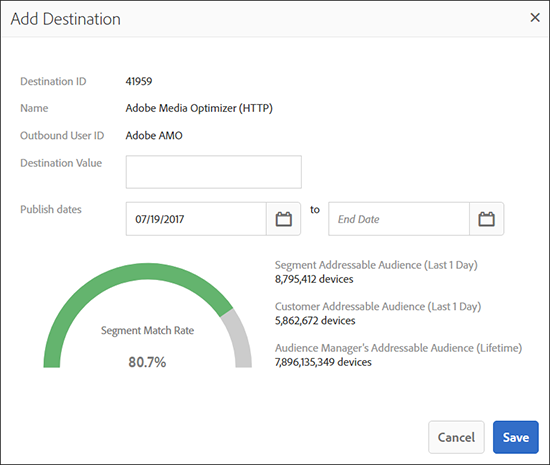 Add Destination
Destination ID 41959
Name Adobe Media Optimizer (HTTP)
Outbound User ID Adobe AMO
Destination Value
Publish dates 07/19/2017 to End Date
Segment Match Rate
80.7%
Segment Addressable Audience (Last 1 Day)
8,795,412 devices
Customer Addressable Audience (Last 1 Day)
5,862,672 devices
Audience Manager's Addressable Audience (Lifetime)
7,896,135,349 devices
Cancel Save